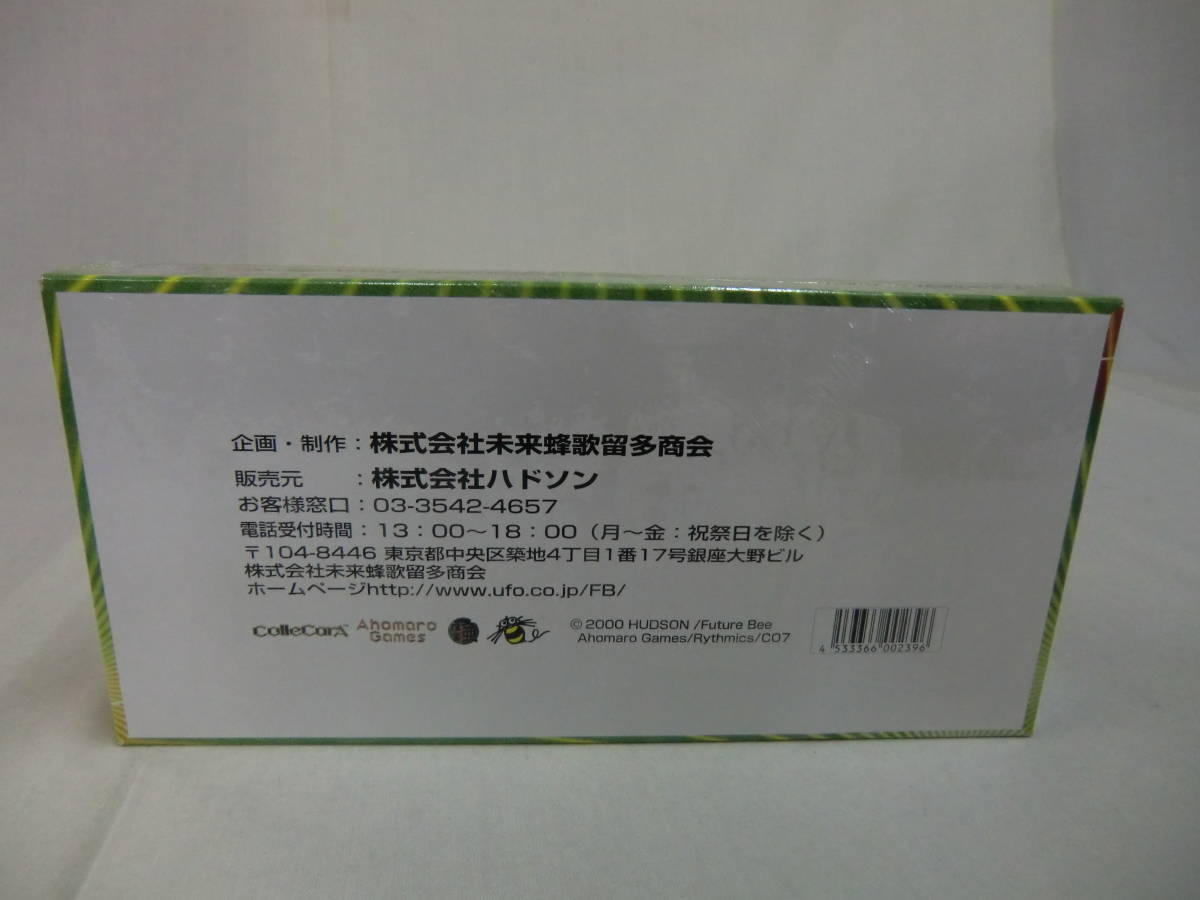 企画・制作：株式会社未来蜂歌留多商会
販売元　　：株式会社ハドソン
お客様窓口：03-3542-4657
電話受付時間：13：00～18：00（月～金：祝祭日を除く）
〒104-8446 東京都中央区築地4丁目1番17号銀座大野ビル
株式会社未来蜂歌留多商会
ホームページhttp://www.ufo.co.jp/FB/
ColleCarA
Ahomaro
Games
©2000 HUDSON /Future Bee
Ahomaro Games/Rythmics/C07
4 533366 002396